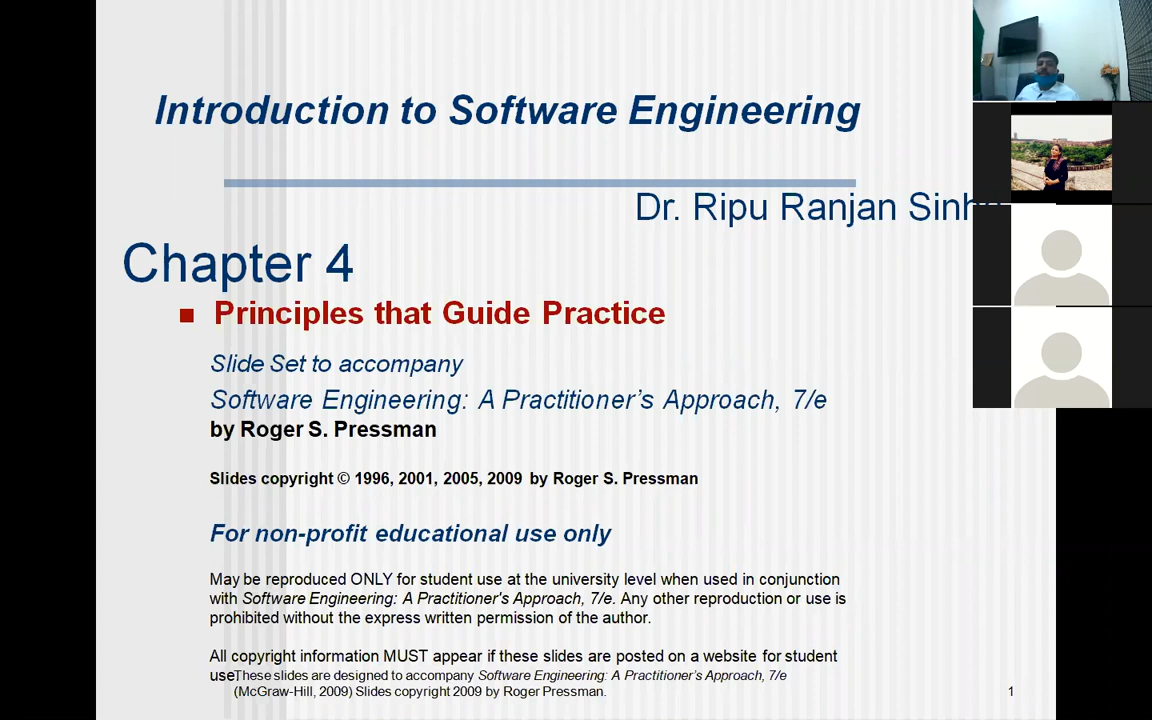 Introduction to Software Engineering
Dr. Ripu Ranjan Sinh
Chapter 4
Principles that Guide Practice
Slide Set to accompany
Software Engineering: A Practitioner’s Approach, 7/e
by Roger S. Pressman
Slides copyright © 1996, 2001, 2005, 2009 by Roger S. Pressman
For non-profit educational use only
May be reproduced ONLY for student use at the university level when used in conjunction
with Software Engineering: A Practitioner's Approach, 7/e. Any other reproduction or use is
prohibited without the express written permission of the author.
All copyright information MUST appear if these slides are posted on a website for student
use
These slides are designed to accompany Software Engineering: A Practitioner’s Approach, 7/e
(McGraw-Hill, 2009) Slides copyright 2009 by Roger Pressman.
1